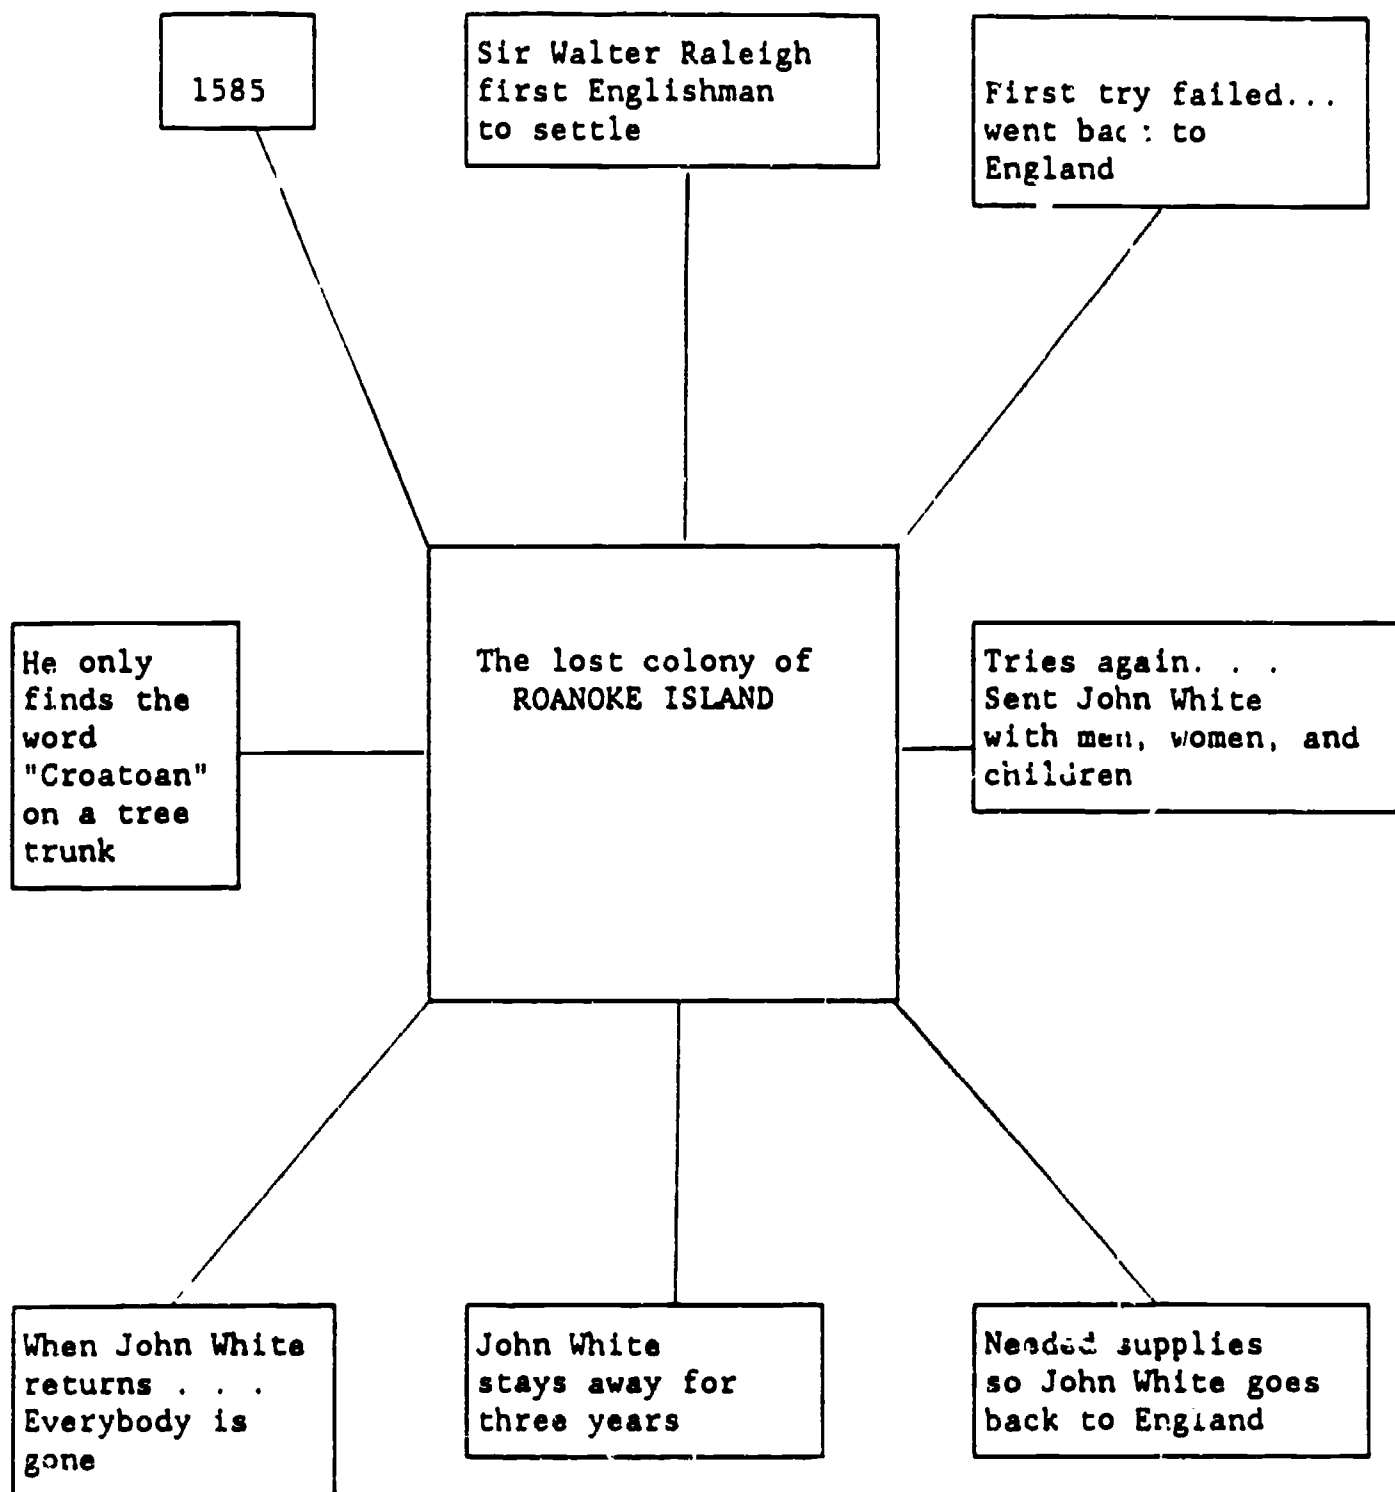 1585
Sir Walter Raleigh
first Englishman
to settle
First try failed...
went back to
England
The lost colony of
ROANOKE ISLAND
He only
finds the
word
"Croatoan"
on a tree
trunk
Tries again. . .
Sent John White
with men, women, and
children
When John White
returns . . .
Everybody is
gone
John White
stays away for
three years
Needed supplies
so John White goes
back to England